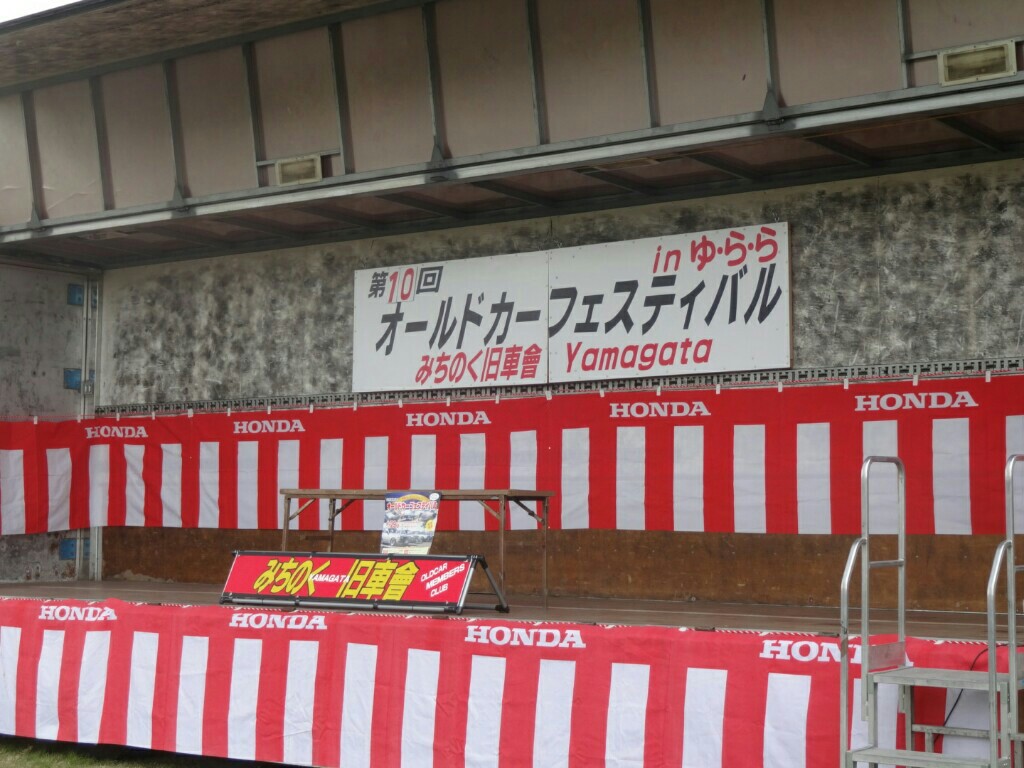 in ゆ・ら・ら
第10回
オールドカーフェスティバル
みちのく旧車會 Yamagata
HONDA HONDA HONDA HONDA HONDA
みちのく YAMAGATA 旧車會 OLDCAR
MEMBERS
CLUB
HONDA HONDA HONDA HONDA